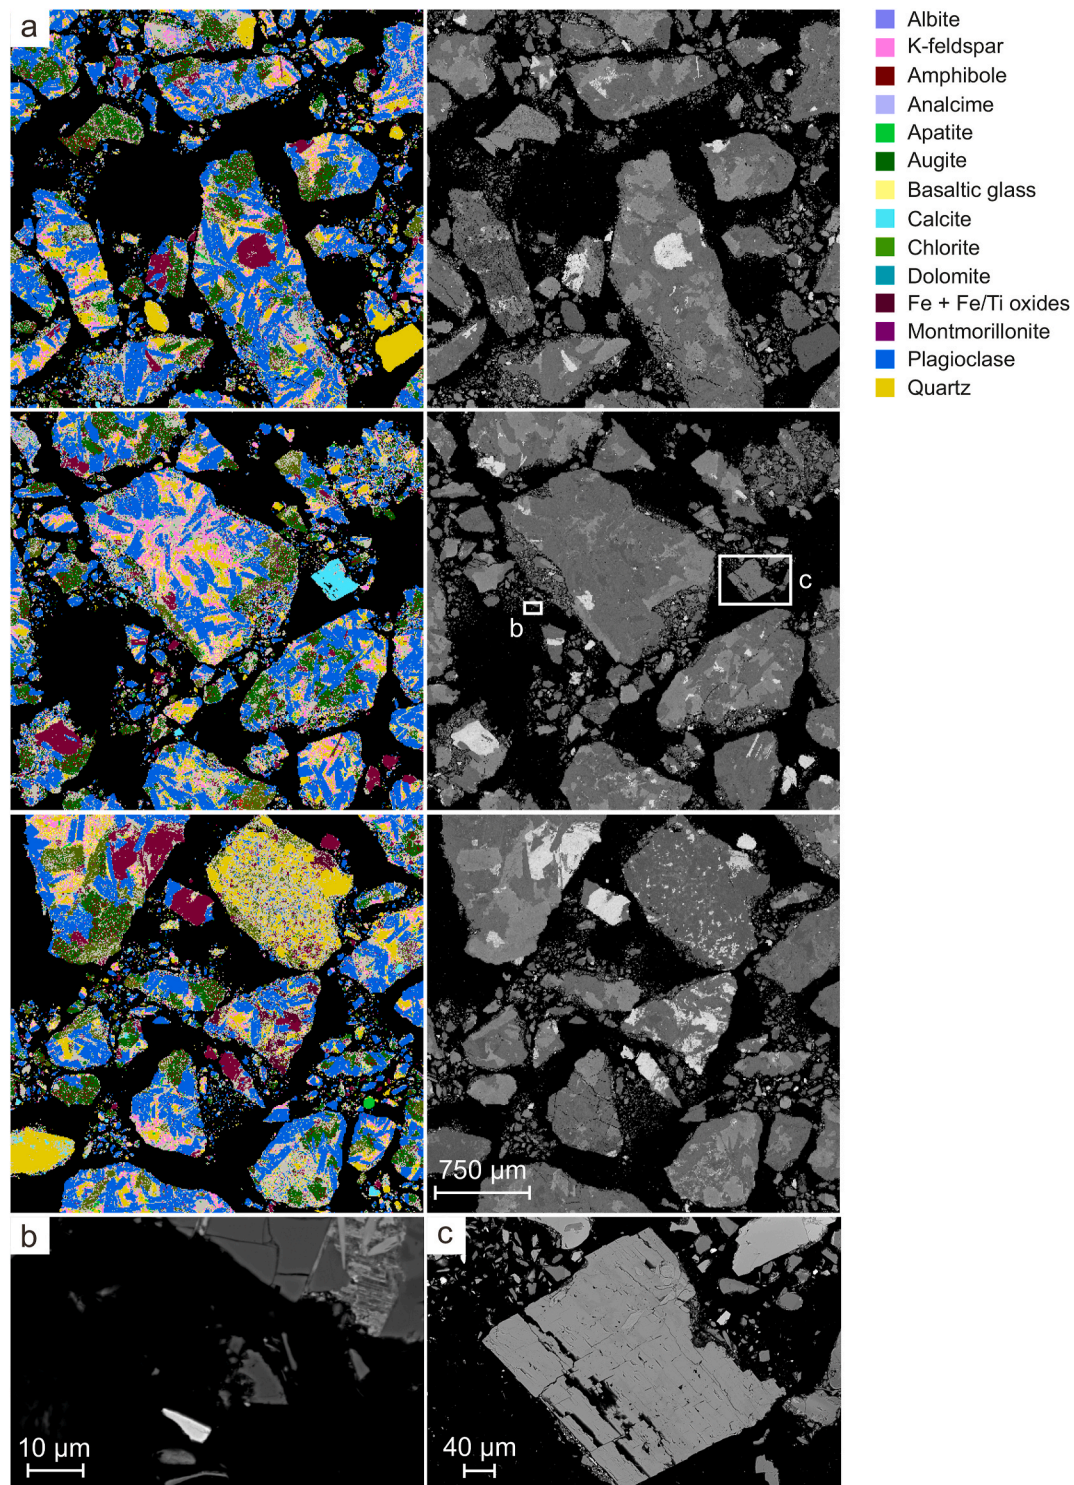 a
Albite
K-feldspar
Amphibole
Analcime
Apatite
Augite
Basaltic glass
Calcite
Chlorite
Dolomite
Fe + Fe/Ti oxides
Montmorillonite
Plagioclase
Quartz
c
b
750 µm
b
c
10 µm
40 µm